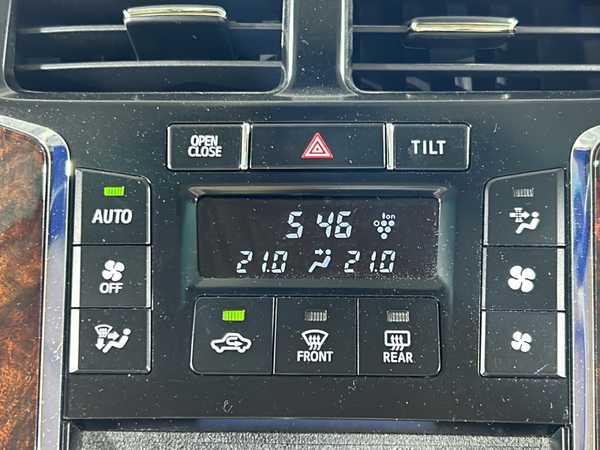 OPEN
CLOSE
TILT
AUTO
5 46
Ion
21.0
21.0
OFF
FRONT
REAR